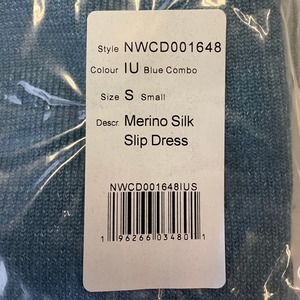 Style NWCD001648
Colour IU Blue Combo
Size S Small
Descr. Merino Silk
Slip Dress
NWCD001648IUS
1 96266 03480 1